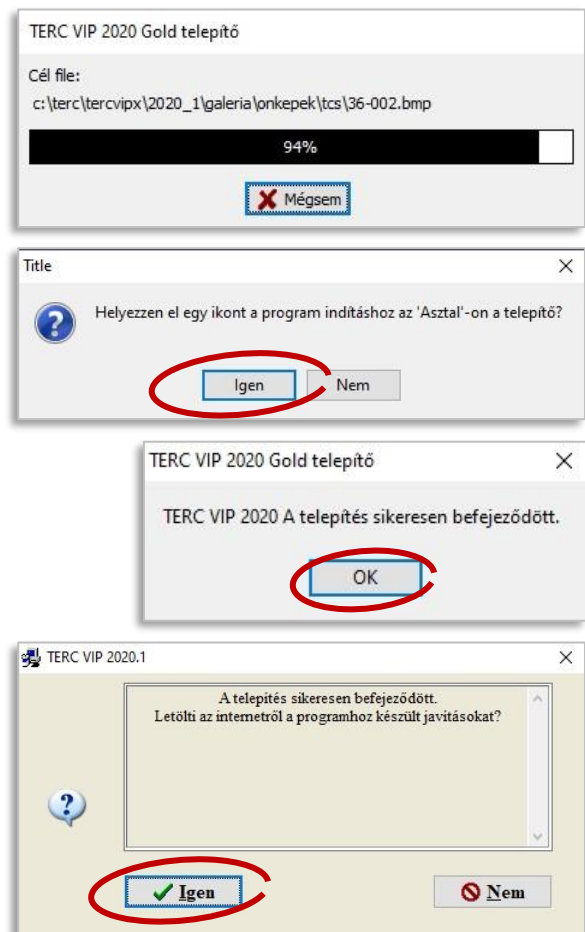 TERC VIP 2020 Gold telepítő
Cél file:
c:\terc\tercvipx\2020_1\galeria\onkepek\tcs\36-002.bmp
94%
Mégsem
Title
Helyezzen el egy ikont a program indításhoz az 'Asztal'-on a telepítő?
Igen Nem
TERC VIP 2020 Gold telepítő
TERC VIP 2020 A telepítés sikeresen befejeződött.
OK
TERC VIP 2020.1
A telepítés sikeresen befejeződött.
Letölti az internetről a programhoz készült javításokat?
Igen Nem